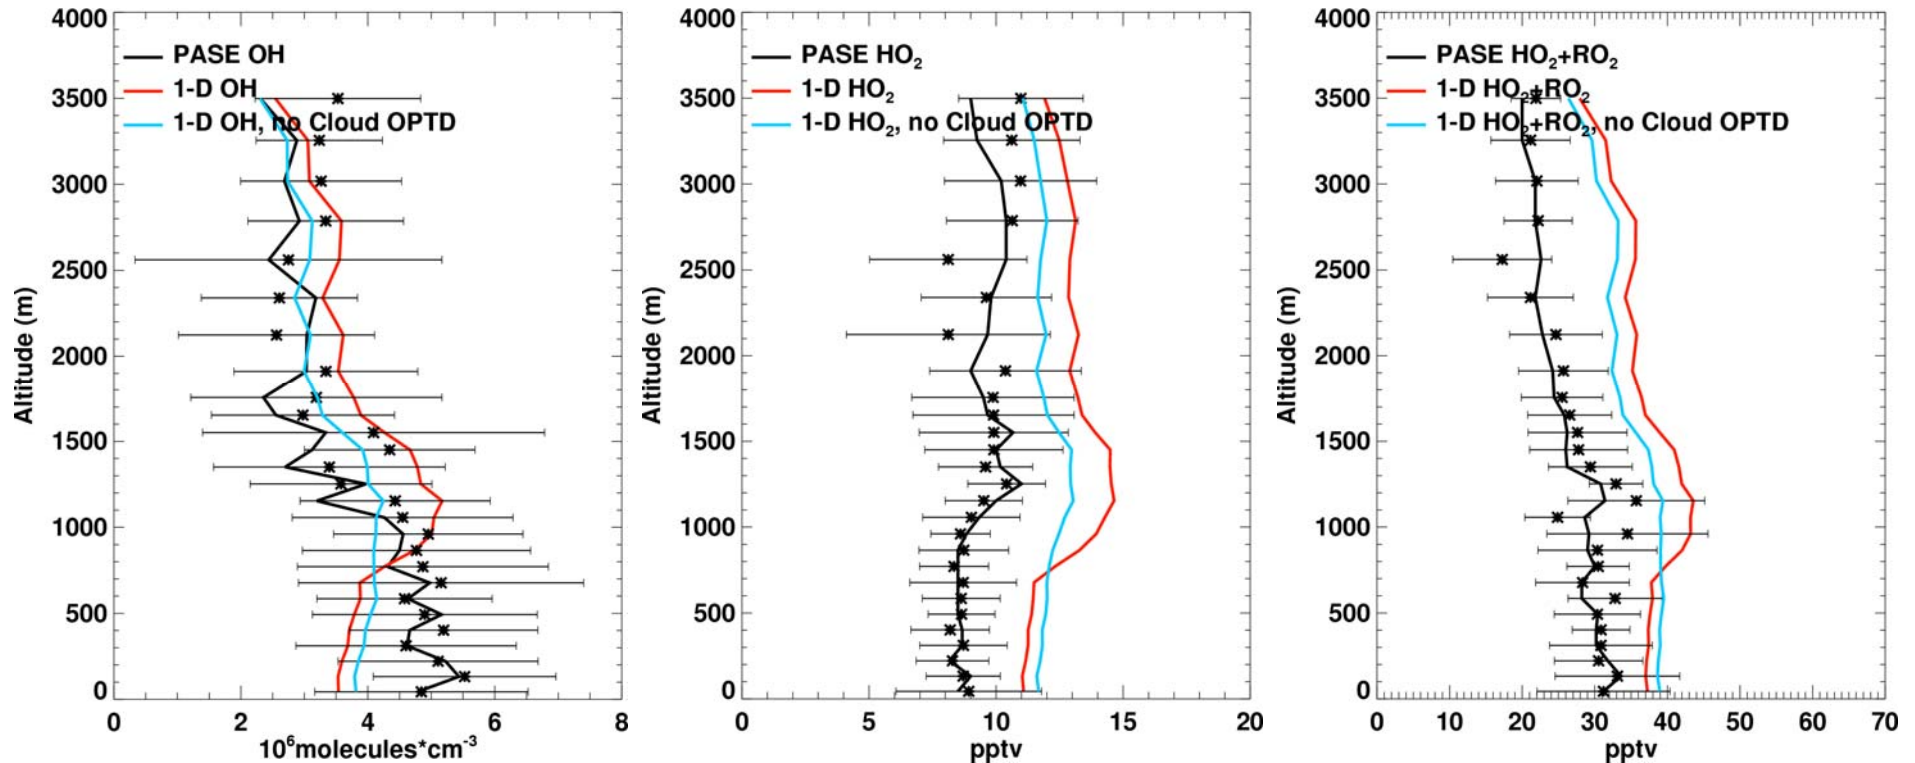 4000
3500
3000
2500
2000
1500
1000
500
0
Altitude (m)
PASE OH
1-D OH
1-D OH, no Cloud OPTD
0 2 4 6 8
10⁶molecules*cm⁻³
4000
3500
3000
2500
2000
1500
1000
500
0
Altitude (m)
PASE HO₂
1-D HO₂
1-D HO₂, no Cloud OPTD
0 5 10 15 20
pptv
4000
3500
3000
2500
2000
1500
1000
500
0
Altitude (m)
PASE HO₂+RO₂
1-D HO₂+RO₂
1-D HO₂+RO₂, no Cloud OPTD
0 10 20 30 40 50 60 70
pptv